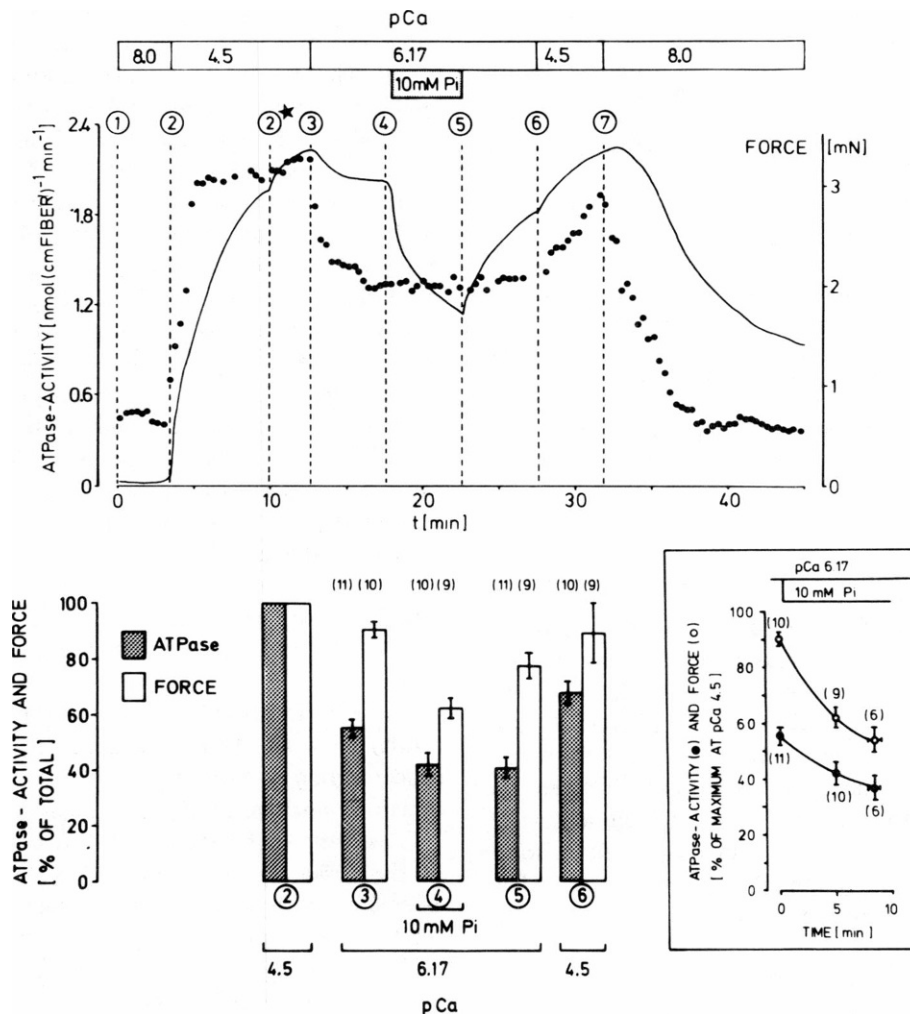 pCa
8.0 4.5 6.17 4.5 8.0
10mM Pi
★
① ② ② ③ ④ ⑤ ⑥ ⑦
FORCE [mN]
ATPase-ACTIVITY [nmol (cmFIBER)⁻¹ min⁻¹]
2.4
1.8
1.2
0.6
0
3
2
1
0
0 10 20 30 40
t [min]
ATPase-ACTIVITY AND FORCE
[% OF TOTAL]
100
80
60
40
20
0
ATPase
FORCE
(11) (10) (10) (9) (11) (9) (10) (9)
② ③ ④ ⑤ ⑥
10 mM Pi
4.5 6.17 4.5
pCa
pCa 6.17
10 mM Pi
ATPase-ACTIVITY (●) AND FORCE (o)
[% OF MAXIMUM AT pCa 4.5]
100
80
60
40
20
0
(10)
(9)
(6)
(11)
(10)
(6)
0 5 10
TIME [min]